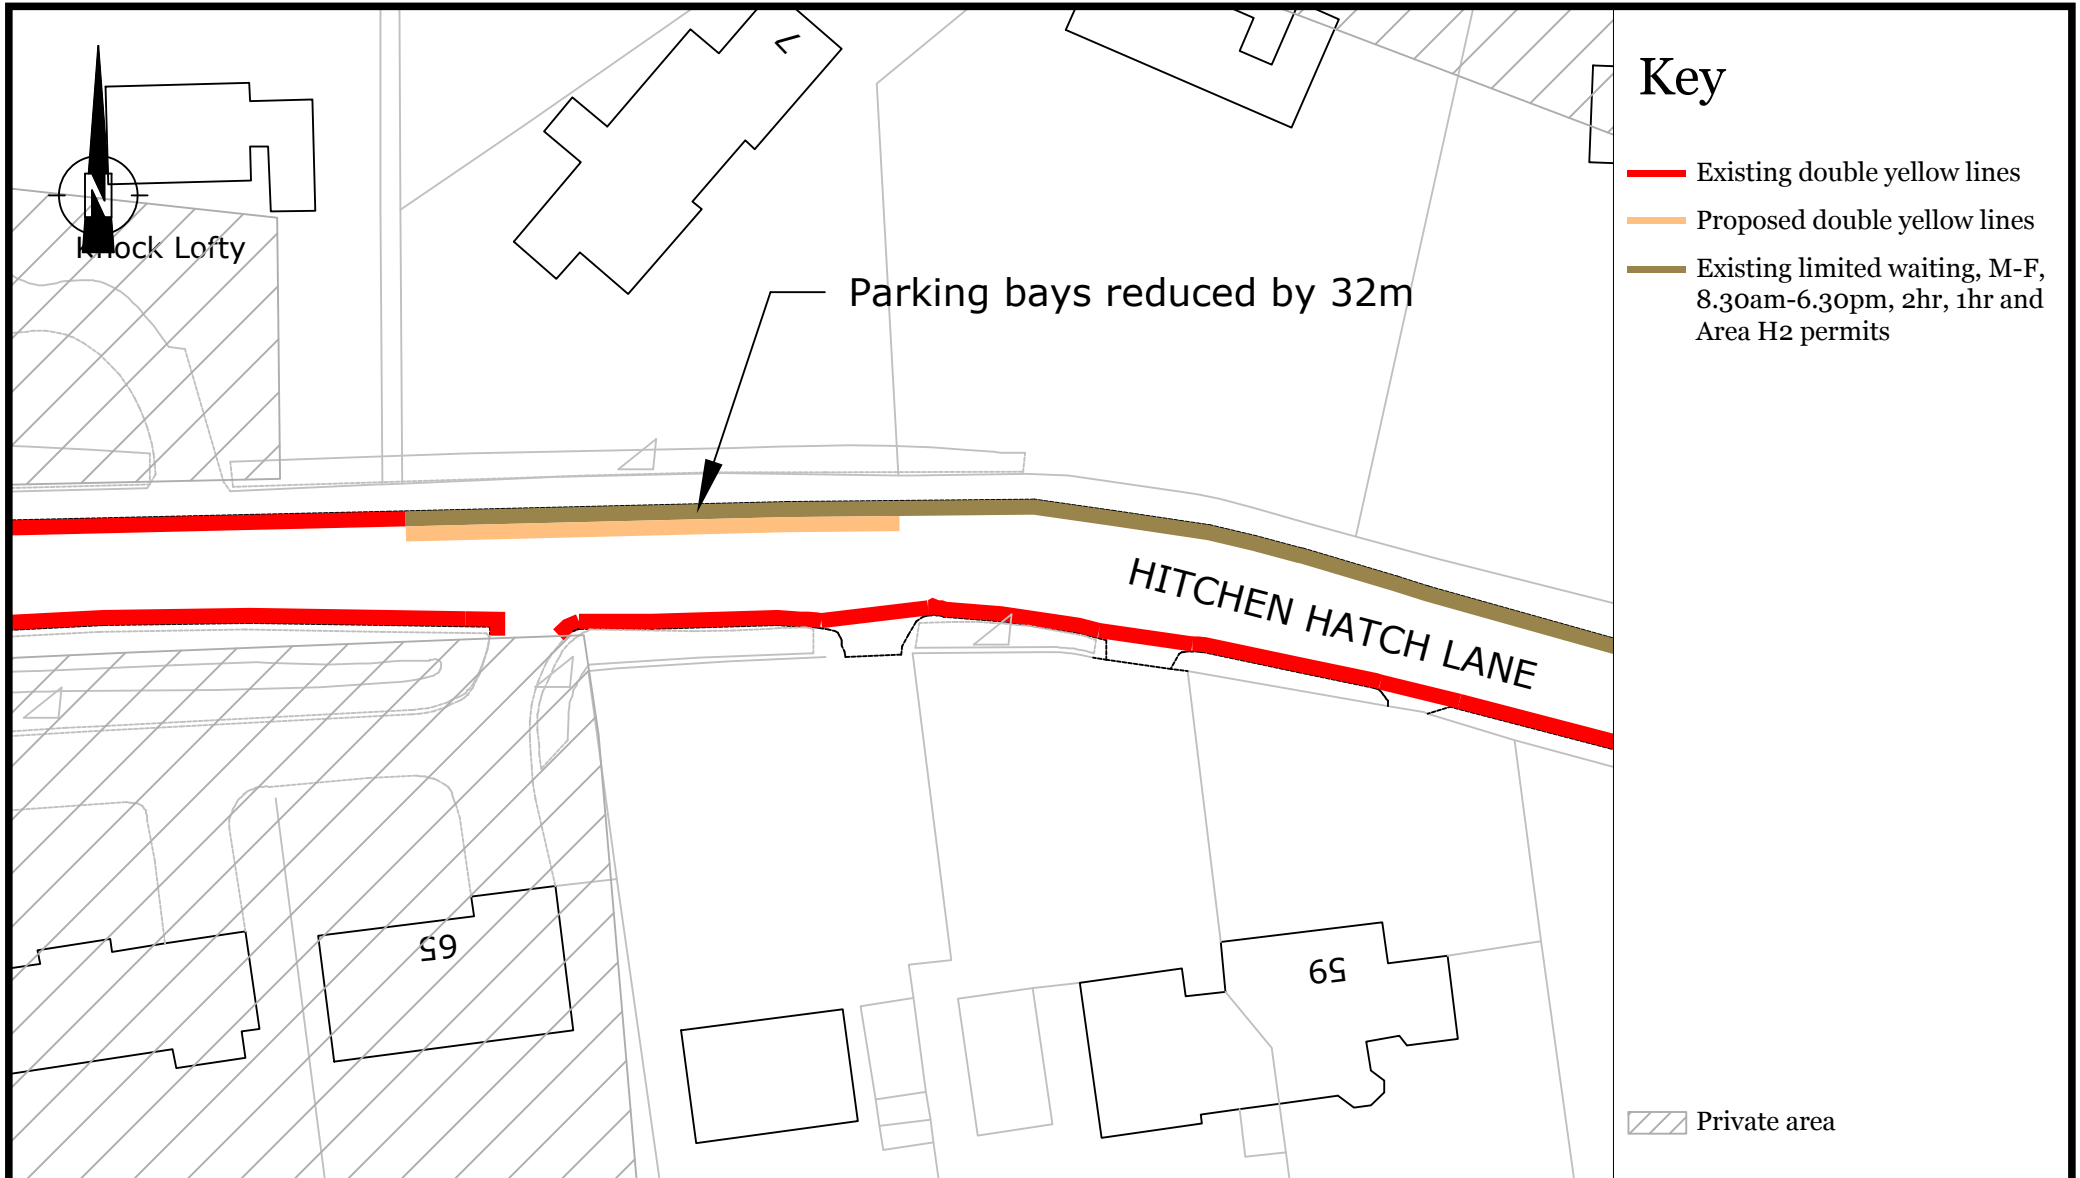 7
Key
Existing double yellow lines
Proposed double yellow lines
Existing limited waiting, M-F,
8.30am-6.30pm, 2hr, 1hr and
Area H2 permits
N
Knock Lofty
Parking bays reduced by 32m
HITCHEN HATCH LANE
65
59
Private area